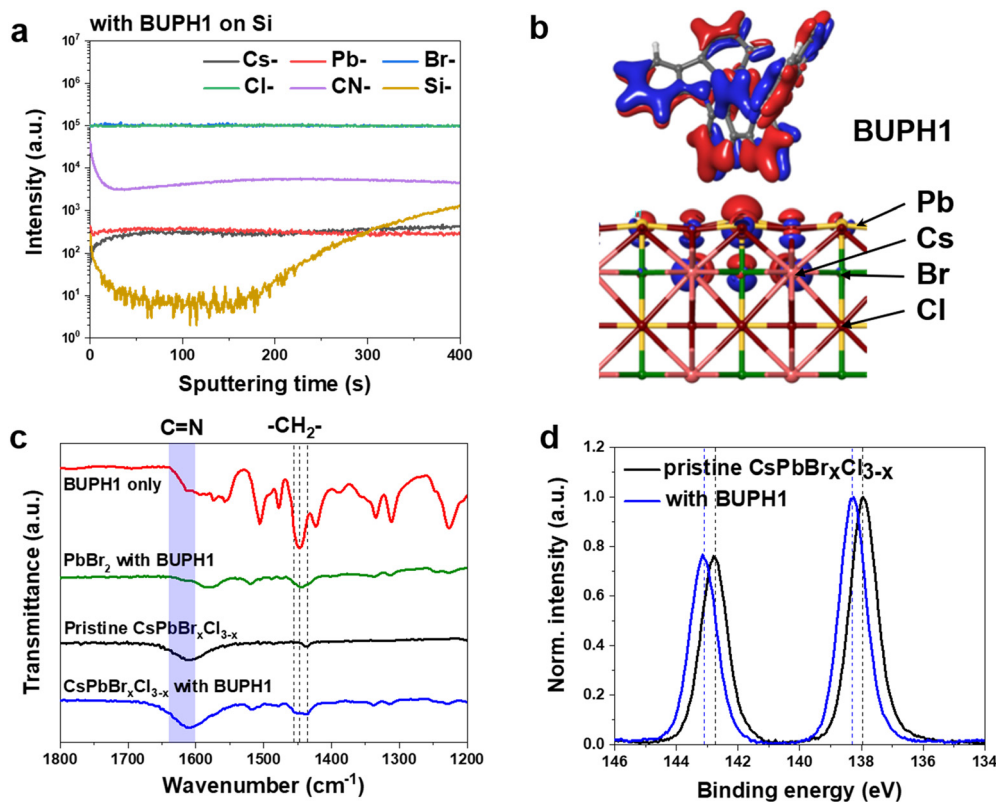 a
with BUPH1 on Si
Cs- Pb- Br-
Cl- CN- Si-
Intensity (a.u.)
10⁷
10⁶
10⁵
10⁴
10³
10²
10¹
10⁰
0 100 200 300 400
Sputtering time (s)
b
BUPH1
Pb
Cs
Br
Cl
c
C=N -CH₂-
BUPH1 only
PbBr₂ with BUPH1
Pristine CsPbBrₓCl₃₋ₓ
CsPbBrₓCl₃₋ₓ with BUPH1
Transmittance (a.u.)
1800 1700 1600 1500 1400 1300 1200
Wavenumber (cm⁻¹)
d
pristine CsPbBrₓCl₃₋ₓ
with BUPH1
Norm. intensity (a.u.)
1.2
1.0
0.8
0.6
0.4
0.2
0.0
146 144 142 140 138 136 134
Binding energy (eV)